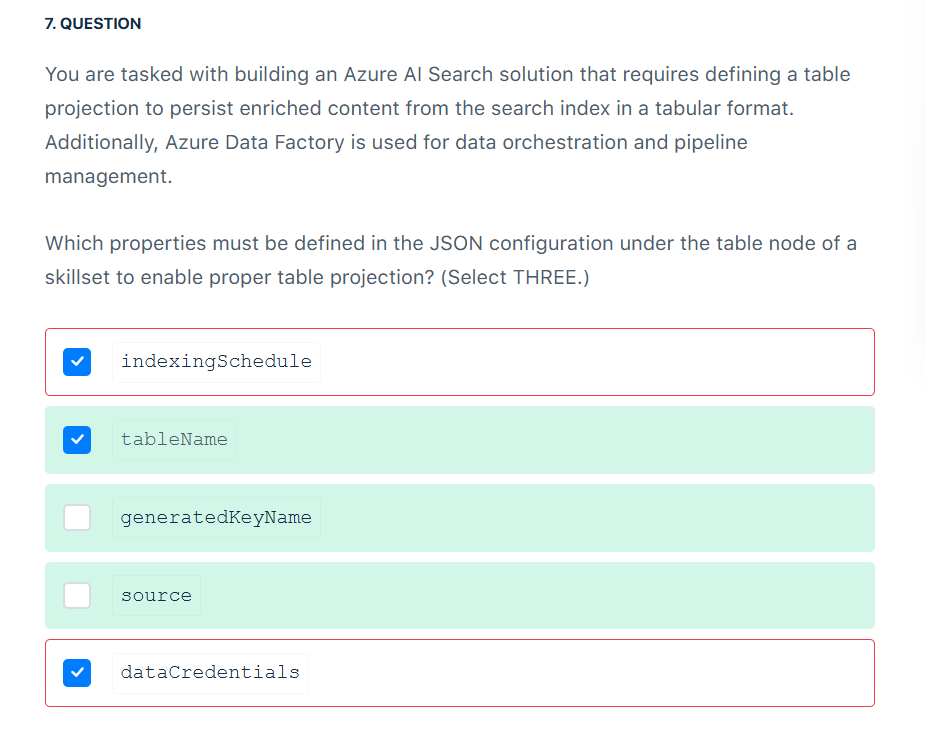 7. QUESTION
You are tasked with building an Azure AI Search solution that requires defining a table
projection to persist enriched content from the search index in a tabular format.
Additionally, Azure Data Factory is used for data orchestration and pipeline
management.
Which properties must be defined in the JSON configuration under the table node of a
skillset to enable proper table projection? (Select THREE.)
indexingSchedule
tableName
generatedKeyName
source
dataCredentials